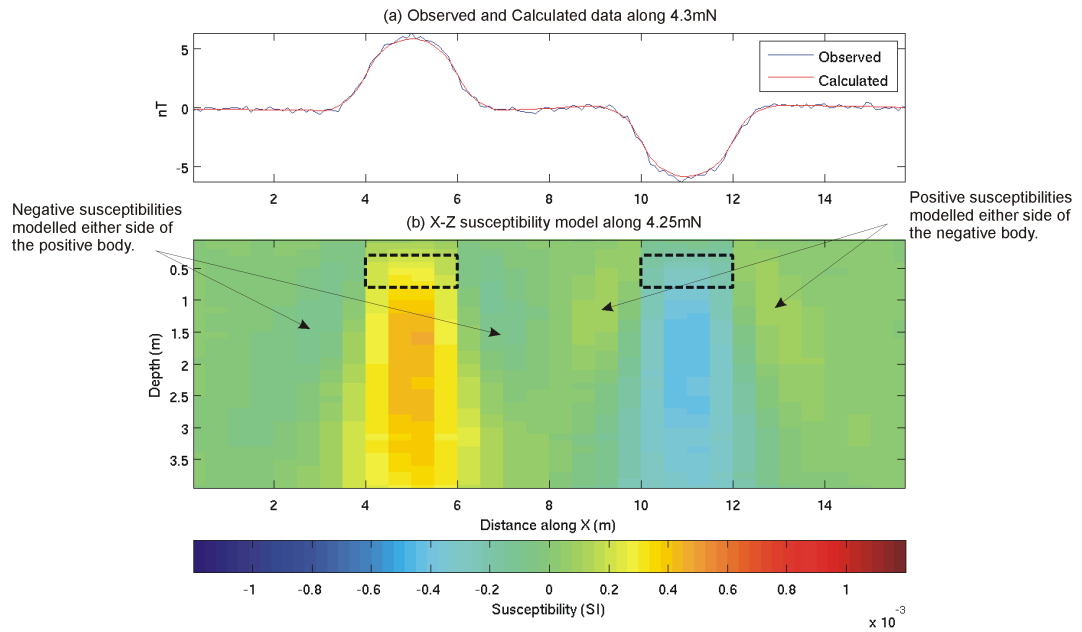 (a) Observed and Calculated data along 4.3mN
5
0
-5
nT
Observed
Calculated
2 4 6 8 10 12 14
Negative susceptibilities
modelled either side of
the positive body.
Positive susceptibilities
modelled either side of
the negative body.
(b) X-Z susceptibility model along 4.25mN
0.5
1
1.5
2
2.5
3
3.5
Depth (m)
2 4 6 8 10 12 14
Distance along X (m)
-1 -0.8 -0.6 -0.4 -0.2 0 0.2 0.4 0.6 0.8 1
Susceptibility (SI)
x 10-3